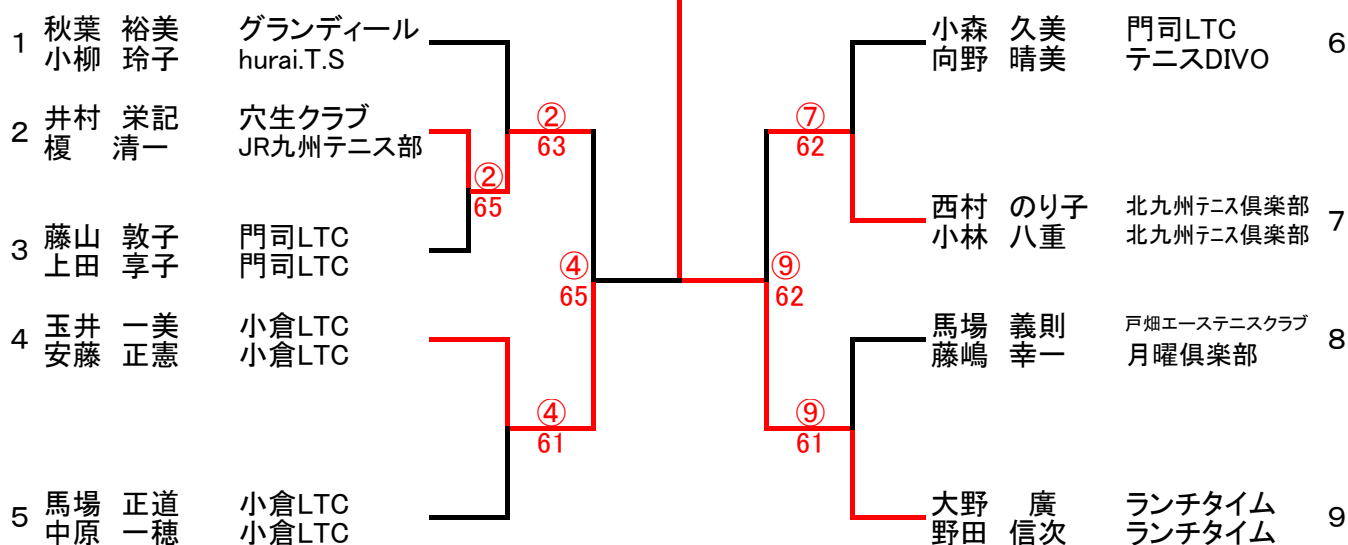 1 秋葉 裕美 グランディール
小柳 玲子 hurai.T.S
2 井村 栄記 穴生クラブ
榎 清一 JR九州テニス部
②
63
②
65
3 藤山 敦子 門司LTC
上田 享子 門司LTC
④
65
4 玉井 一美 小倉LTC
安藤 正憲 小倉LTC
④
61
5 馬場 正道 小倉LTC
中原 一穂 小倉LTC
小森 久美 門司LTC 6
向野 晴美 テニスDIVO
⑦
62
西村 のり子 北九州テニス倶楽部 7
小林 八重 北九州テニス倶楽部
⑨
62
馬場 義則 戸畑エーステニスクラブ 8
藤嶋 幸一 月曜倶楽部
⑨
61
大野 廣 ランチタイム 9
野田 信次 ランチタイム